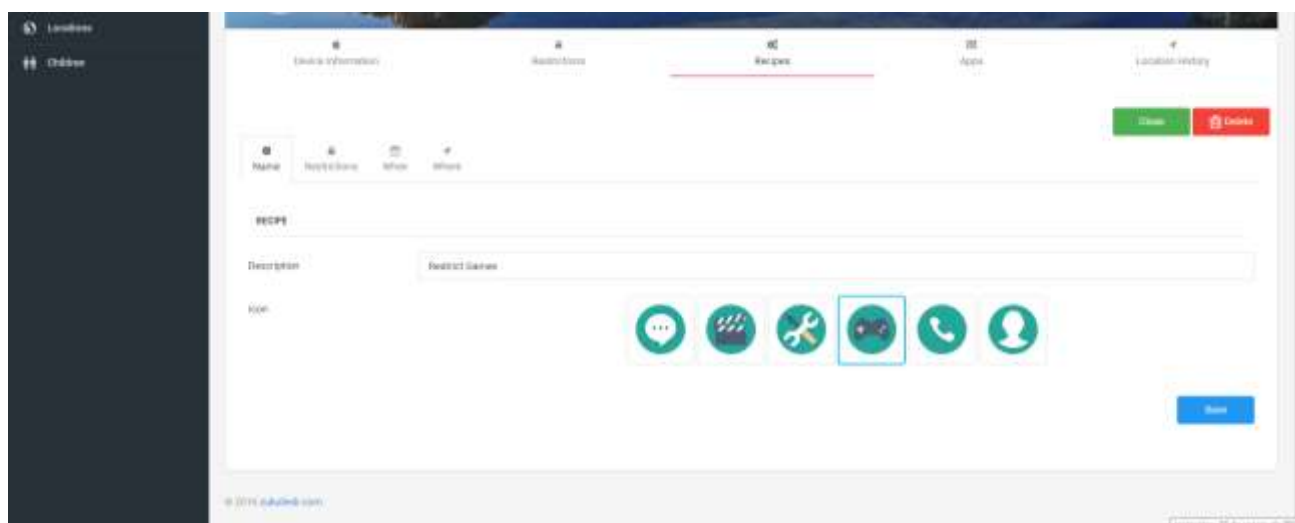 Locations
Children
Device Information
Restrictions
Recipes
Apps
Location History
Close
Delete
Name
Restrictions
When
Where
RECIPE
Description
Restrict Games
Icon
Save
© 2016